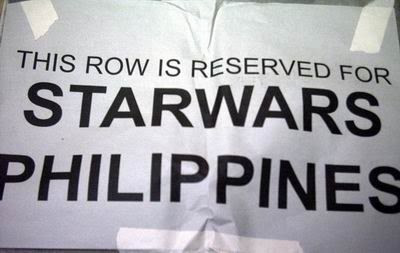 THIS ROW IS RESERVED FOR
STARWARS
PHILIPPINES